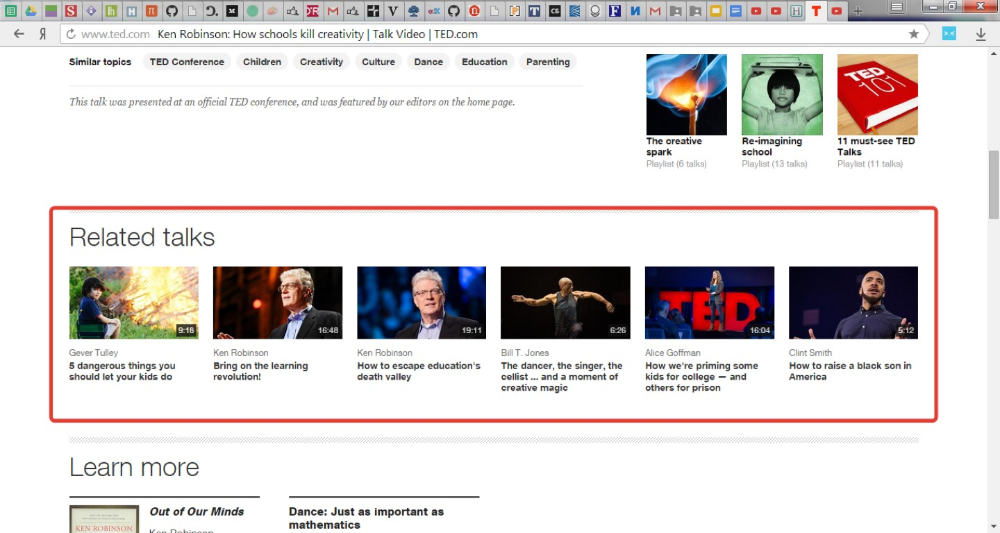 www.ted.com Ken Robinson: How schools kill creativity | Talk Video | TED.com
Similar topics TED Conference Children Creativity Culture Dance Education Parenting
This talk was presented at an official TED conference, and was featured by our editors on the home page.
TED
101
The creative
spark
Playlist (6 talks)
Re-imagining
school
Playlist (13 talks)
11 must-see TED
Talks
Playlist (11 talks)
Related talks
9:18
Gever Tulley
5 dangerous things you
should let your kids do
16:48
Ken Robinson
Bring on the learning
revolution!
19:11
Ken Robinson
How to escape education's
death valley
6:26
Bill T. Jones
The dancer, the singer, the
cellist ... and a moment of
creative magic
TED
16:04
Alice Goffman
How we're priming some
kids for college — and
others for prison
5:12
Clint Smith
How to raise a black son in
America
Learn more
KEN ROBINSON
Out of Our Minds
Ken Robinson
Dance: Just as important as
mathematics